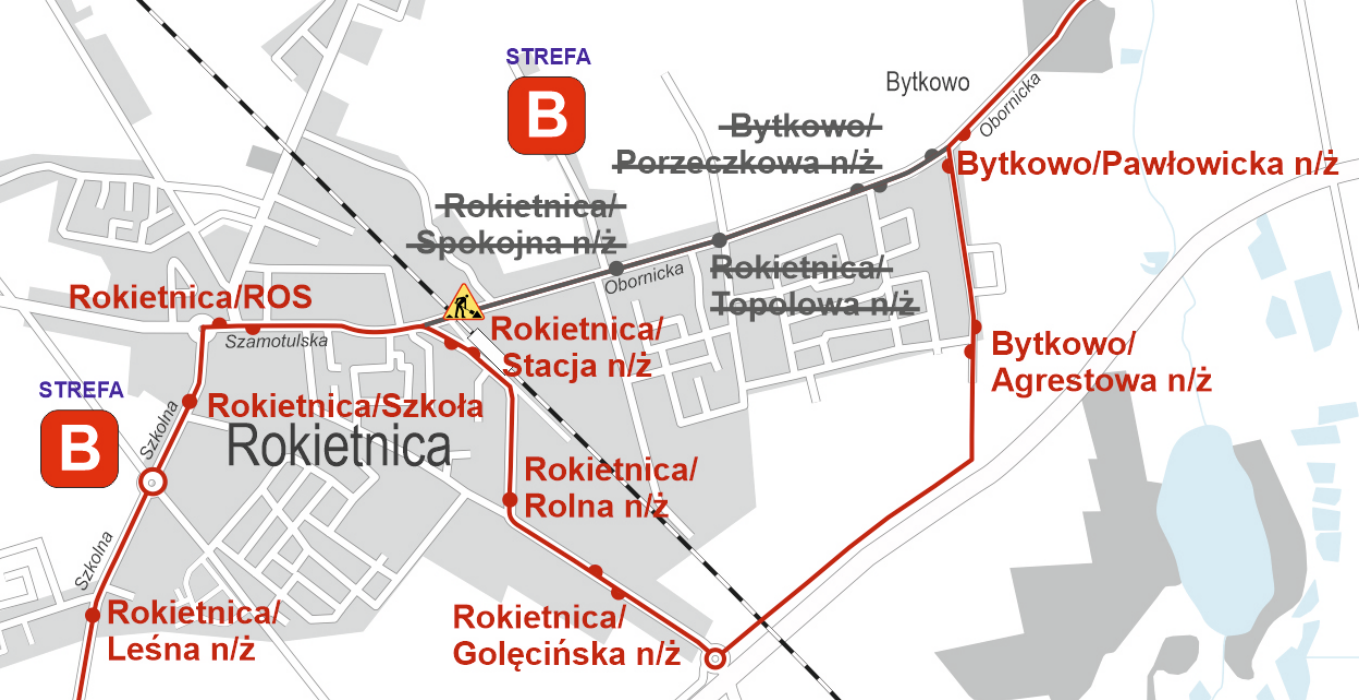 STREFA
B
Bytkowo
Obornicka
Bytkowo/
Porzeczkowa n/ż
Bytkowo/Pawłowicka n/ż
Rokietnica/
Spokojna n/ż
Obornicka
Rokietnica/
Topolowa n/ż
Rokietnica/ROS
Szamotulska
Rokietnica/
Stacja n/ż
Bytkowo/
Agrestowa n/ż
STREFA
B
Szkolna
Rokietnica/Szkoła
Rokietnica
Rokietnica/
Rolna n/ż
Szkolna
Rokietnica/
Leśna n/ż
Rokietnica/
Golęcińska n/ż